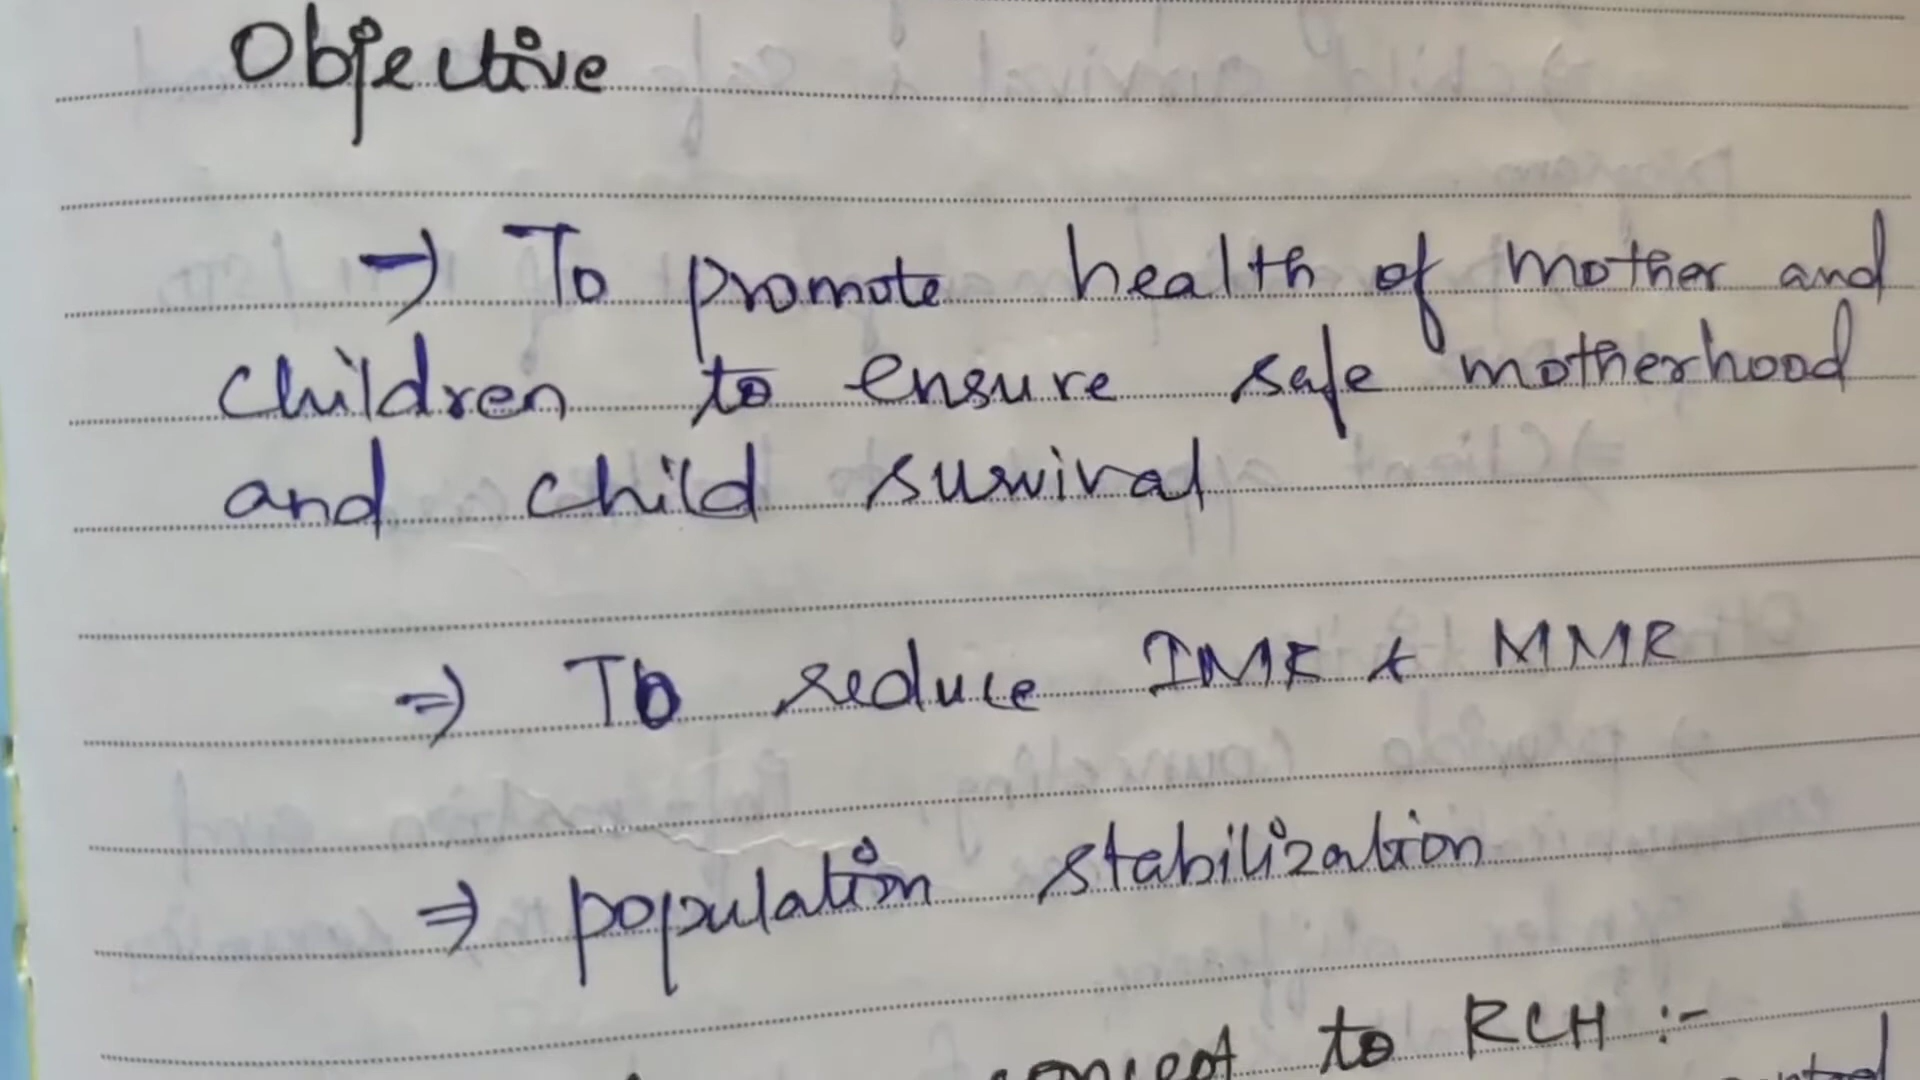 Objective
→ To promote health of mother and
children to ensure safe motherhood
and child survival
⇒ To reduce IMR & MMR
⇒ population stabilization
concept to RCH :-